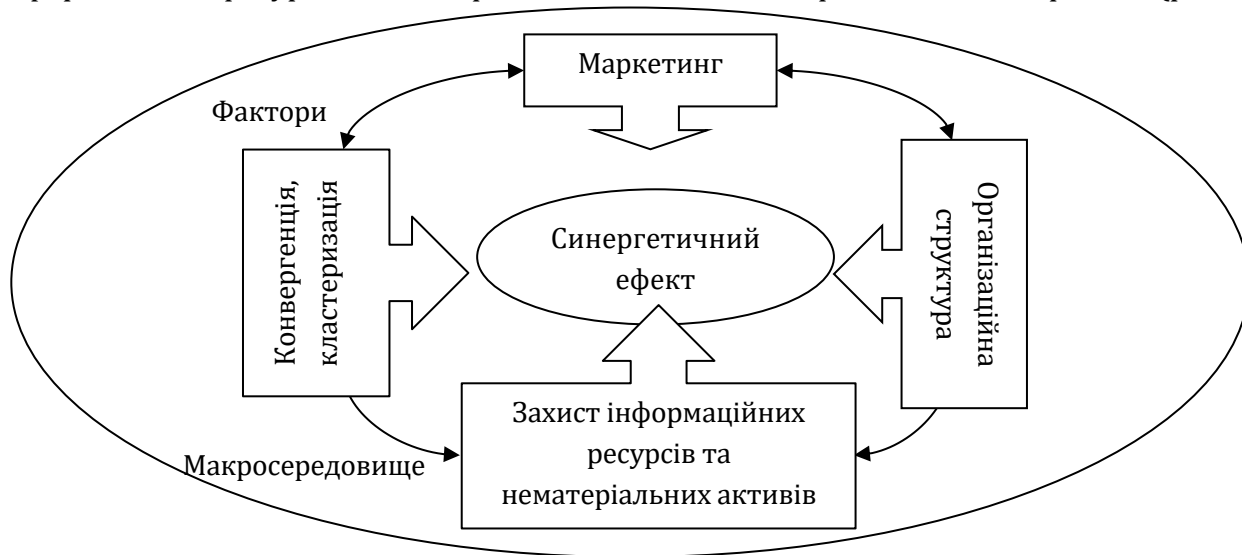 Маркетинг
Фактори
Конвергенція,
кластеризація
Синергетичний
ефект
Організаційна
структура
Захист інформаційних
ресурсів та
нематеріальних активів
Макросередовище